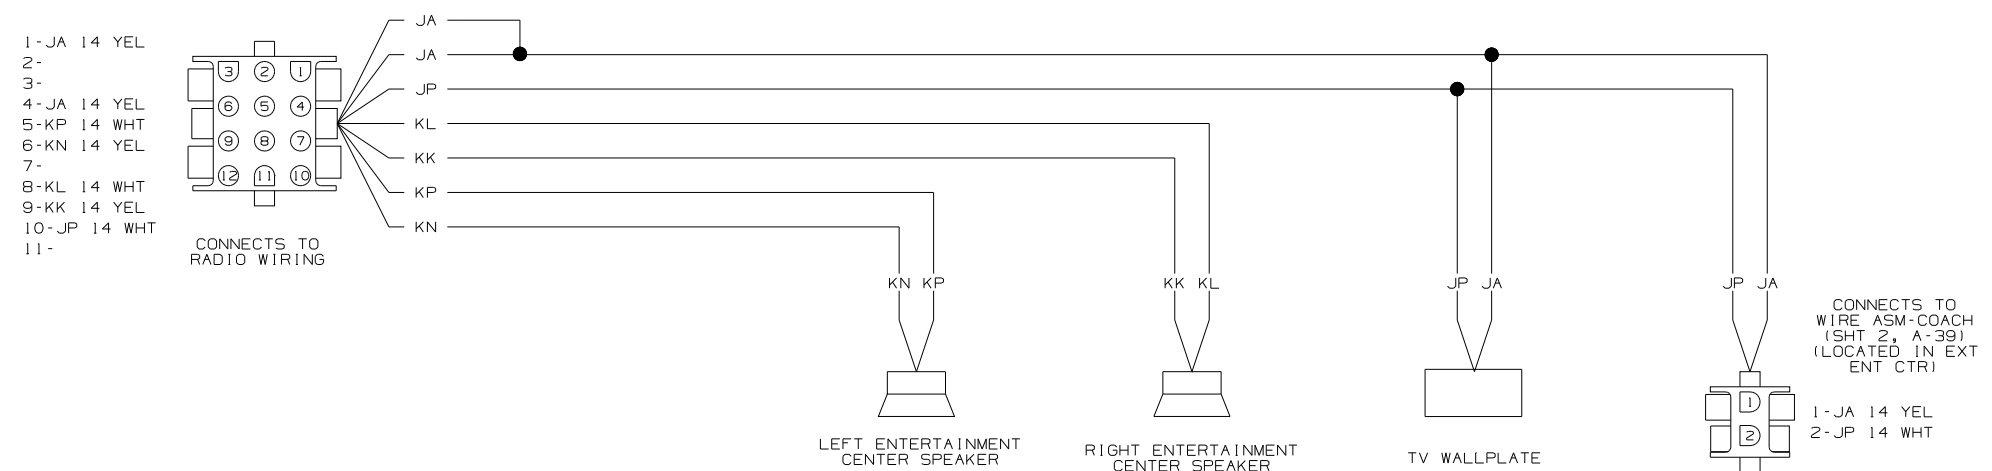 1-JA 14 YEL
2-
3-
4-JA 14 YEL
5-KP 14 WHT
6-KN 14 YEL
7-
8-KL 14 WHT
9-KK 14 YEL
10-JP 14 WHT
11-
3 2 1
6 5 4
9 8 7
12 11 10
CONNECTS TO
RADIO WIRING
JA
JA
JP
KL
KK
KP
KN
KN KP
KK KL
JP JA
JP JA
LEFT ENTERTAINMENT
CENTER SPEAKER
RIGHT ENTERTAINMENT
CENTER SPEAKER
TV WALLPLATE
CONNECTS TO
WIRE ASM-COACH
(SHT 2, A-39)
(LOCATED IN EXT
ENT CTR)
1
2
1-JA 14 YEL
2-JP 14 WHT